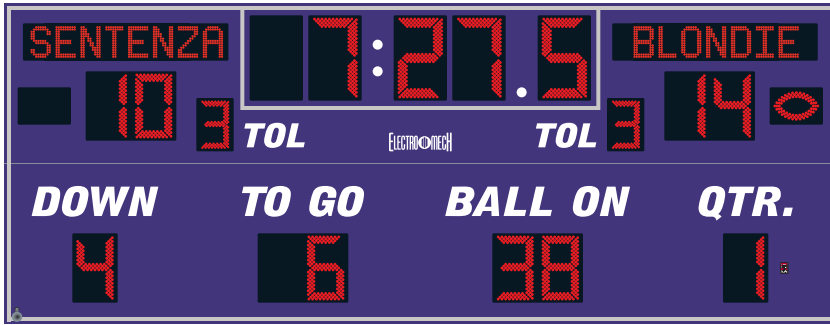 SENTENZA 7:27.5 BLONDIE
10 3 TOL ELECTRO-MECH TOL 3 14
DOWN TO GO BALL ON QTR.
4 6 38 1